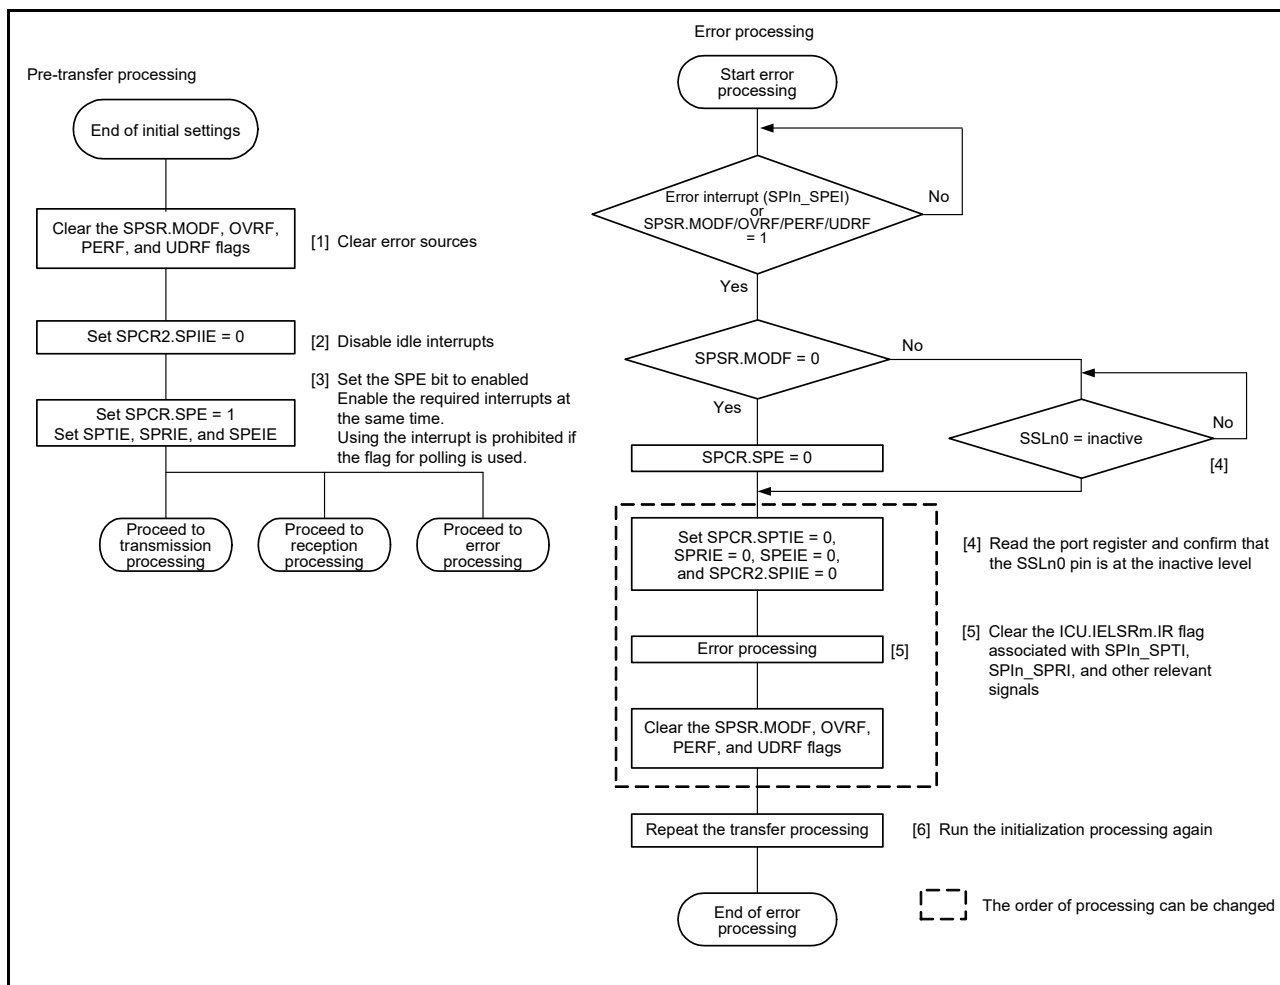 Pre-transfer processing
End of initial settings
Clear the SPSR.MODF, OVRF,
PERF, and UDRF flags
[1] Clear error sources
Set SPCR2.SPIIE = 0
[2] Disable idle interrupts
[3] Set the SPE bit to enabled
Enable the required interrupts at
the same time.
Using the interrupt is prohibited if
the flag for polling is used.
Set SPCR.SPE = 1
Set SPTIE, SPRIE, and SPEIE
Proceed to
transmission
processing
Proceed to
reception
processing
Proceed to
error
processing
Error processing
Start error
processing
Error interrupt (SPIn_SPEI)
or
SPSR.MODF/OVRF/PERF/UDRF
= 1
No
Yes
SPSR.MODF = 0
No
Yes
SSLn0 = inactive
No
[4]
SPCR.SPE = 0
Set SPCR.SPTIE = 0,
SPRIE = 0, SPEIE = 0,
and SPCR2.SPIIE = 0
[4] Read the port register and confirm that
the SSLn0 pin is at the inactive level
Error processing
[5]
[5] Clear the ICU.IELSRm.IR flag
associated with SPIn_SPTI,
SPIn_SPRI, and other relevant
signals
Clear the SPSR.MODF, OVRF,
PERF, and UDRF flags
Repeat the transfer processing
[6] Run the initialization processing again
End of error
processing
The order of processing can be changed